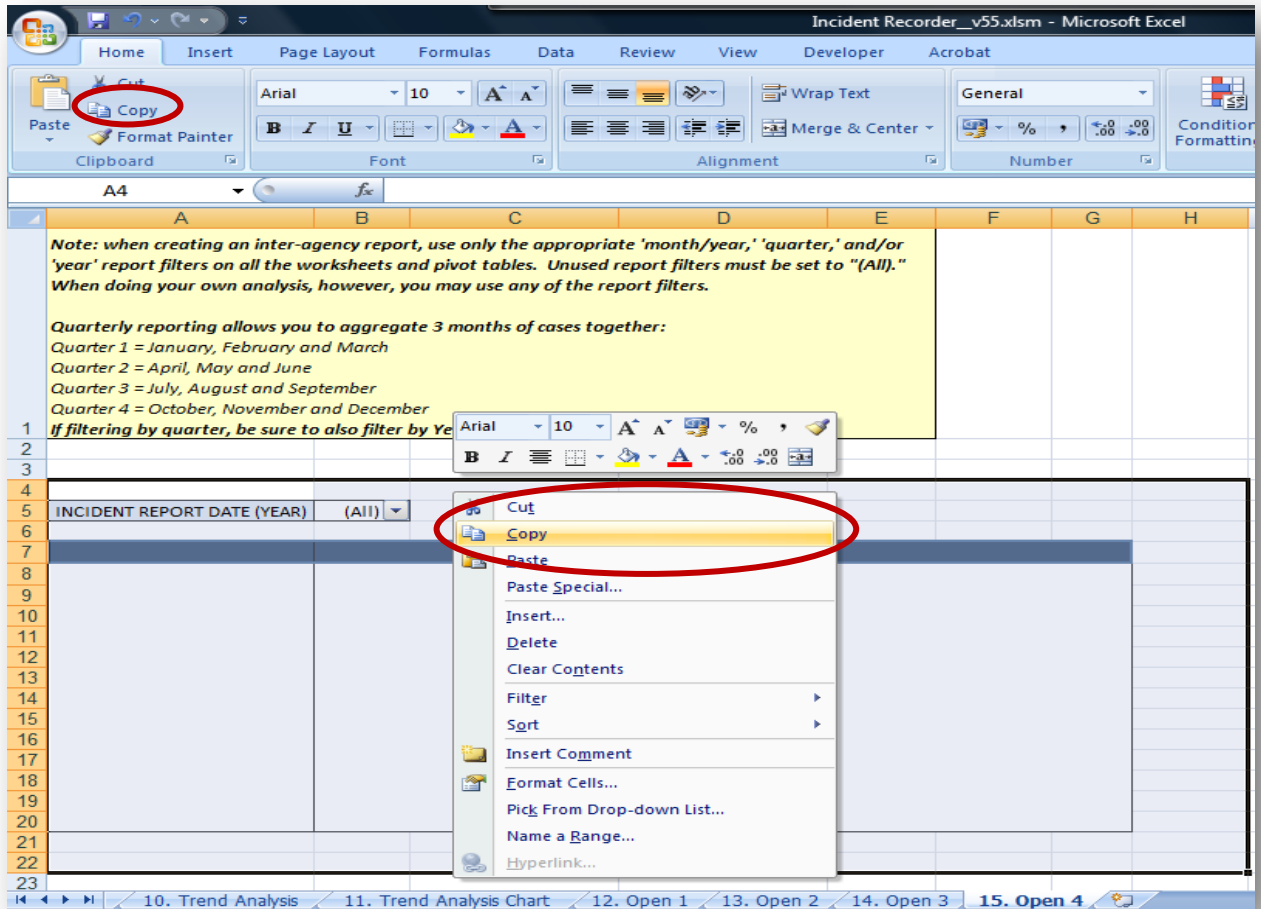 Incident Recorder__v55.xlsm - Microsoft Excel
Home Insert Page Layout Formulas Data Review View Developer Acrobat
Cut
Copy
Paste
Format Painter
Clipboard
Arial 10
Font
Wrap Text
Merge & Center
Alignment
General
Number
Condition
Formatting
A4
A B C D E F G H
Note: when creating an inter-agency report, use only the appropriate 'month/year,' 'quarter,' and/or
'year' report filters on all the worksheets and pivot tables. Unused report filters must be set to "(All)."
When doing your own analysis, however, you may use any of the report filters.
Quarterly reporting allows you to aggregate 3 months of cases together:
Quarter 1 = January, February and March
Quarter 2 = April, May and June
Quarter 3 = July, August and September
Quarter 4 = October, November and December
1 If filtering by quarter, be sure to also filter by Ye
Arial 10
2
3
4
5 INCIDENT REPORT DATE (YEAR) (All)
6
7
8
9
10
11
12
13
14
15
16
17
18
19
20
21
22
23
Cut
Copy
Paste
Paste Special...
Insert...
Delete
Clear Contents
Filter
Sort
Insert Comment
Format Cells...
Pick From Drop-down List...
Name a Range...
Hyperlink...
10. Trend Analysis 11. Trend Analysis Chart 12. Open 1 13. Open 2 14. Open 3 15. Open 4